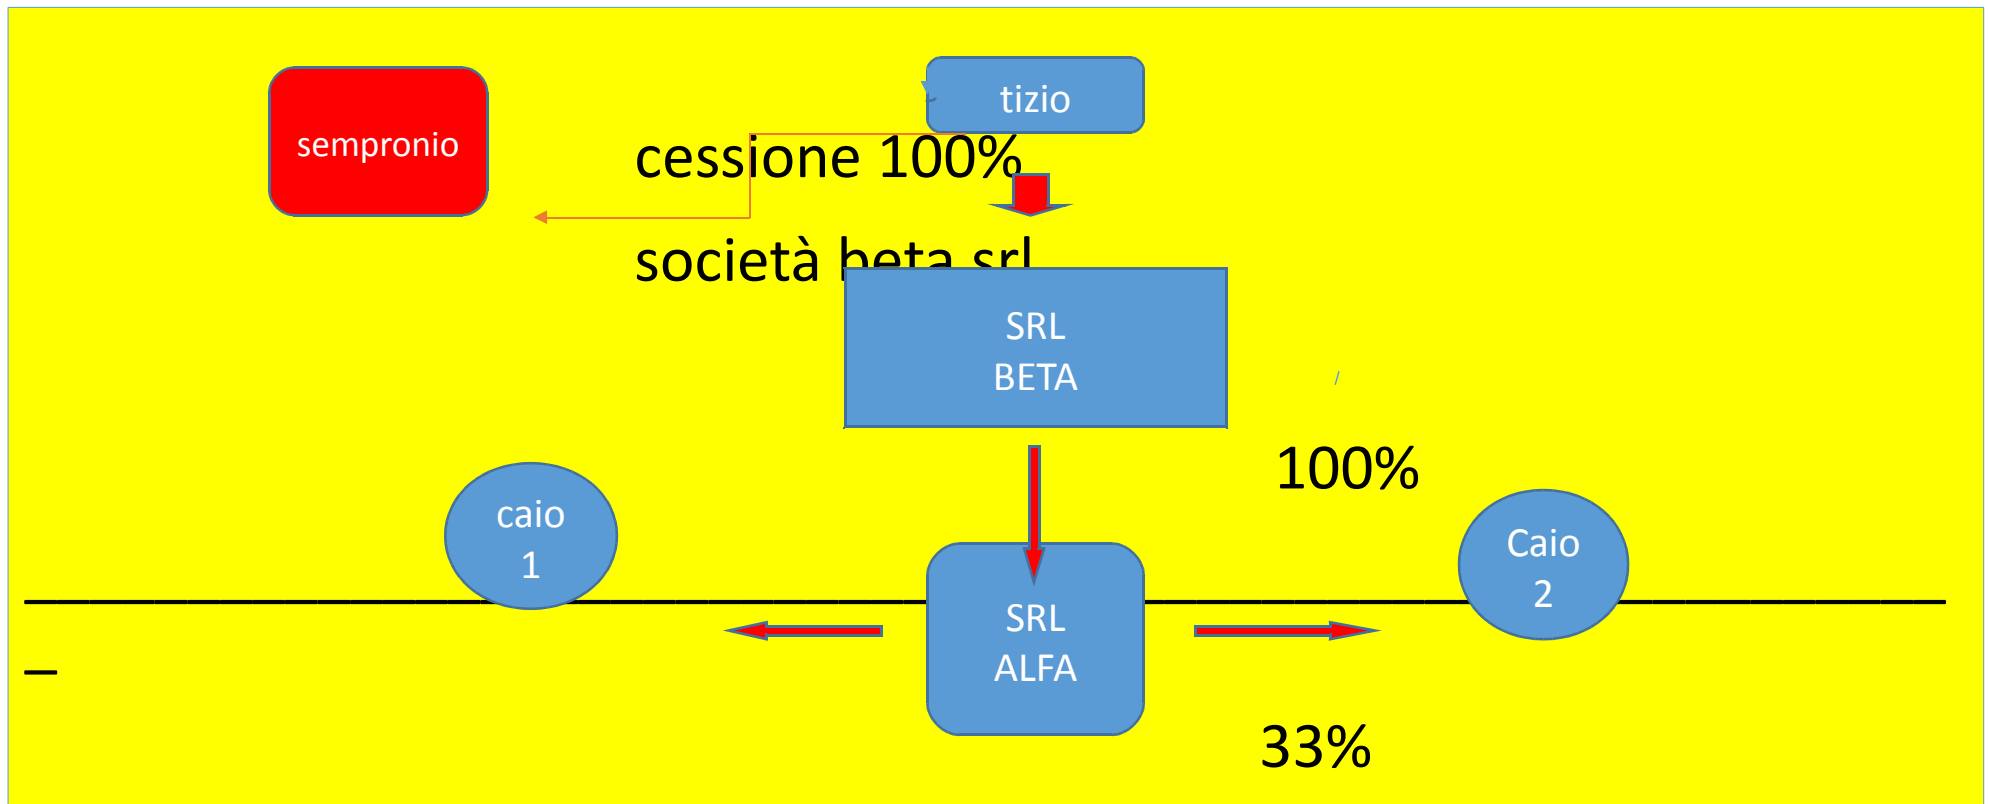 tizio
sempronio
cessione 100%
società beta srl
SRL
BETA
100%
caio
1
Caio
2
SRL
ALFA
33%